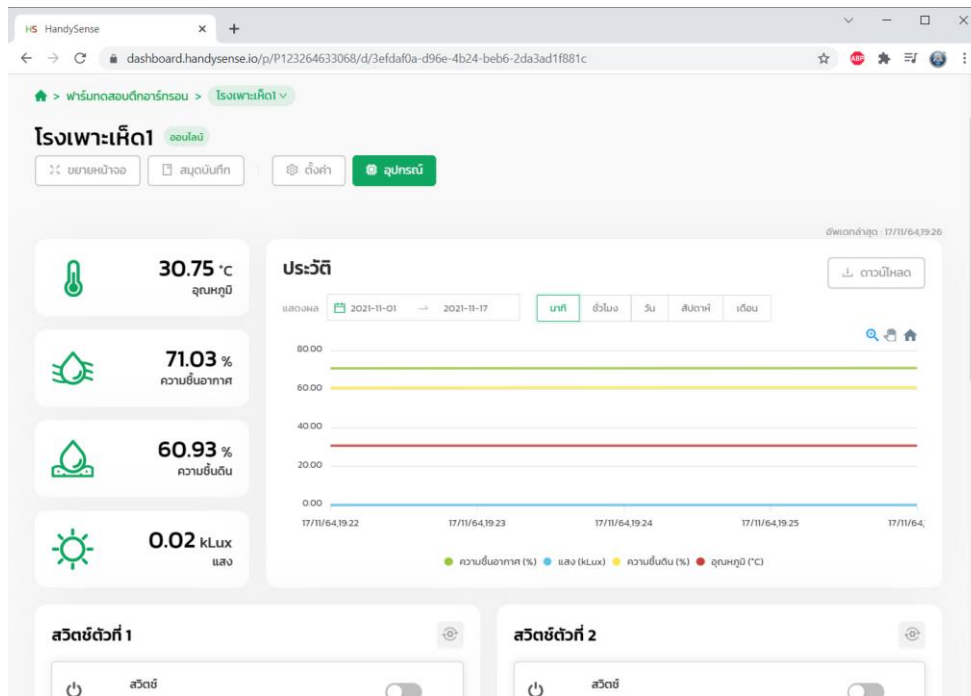 HS HandySense
dashboard.handysense.io/p/P123264633068/d/3efdaf0a-d96e-4b24-beb6-2da3ad1f881c
ABP
> ฟาร์มทดสอบตึกอาร์กรอน > โรงเพาะเห็ด1
โรงเพาะเห็ด1 ออนไลน์
ขยายหน้าจอ สมุดบันทึก ตั้งค่า อุปกรณ์
อัพเดทล่าสุด : 17/11/64,19:26
30.75 °C
อุณหภูมิ
71.03 %
ความชื้นอากาศ
60.93 %
ความชื้นดิน
0.02 kLux
แสง
ประวัติ
ดาวน์โหลด
แสดงผล 2021-11-01 → 2021-11-17 นาที ชั่วโมง วัน สัปดาห์ เดือน
80.00
60.00
40.00
20.00
0.00
17/11/64,19:22 17/11/64,19:23 17/11/64,19:24 17/11/64,19:25 17/11/64,
ความชื้นอากาศ (%) แสง (kLux) ความชื้นดิน (%) อุณหภูมิ (°C)
สวิตช์ตัวที่ 1
สวิตช์
สวิตช์ตัวที่ 2
สวิตช์